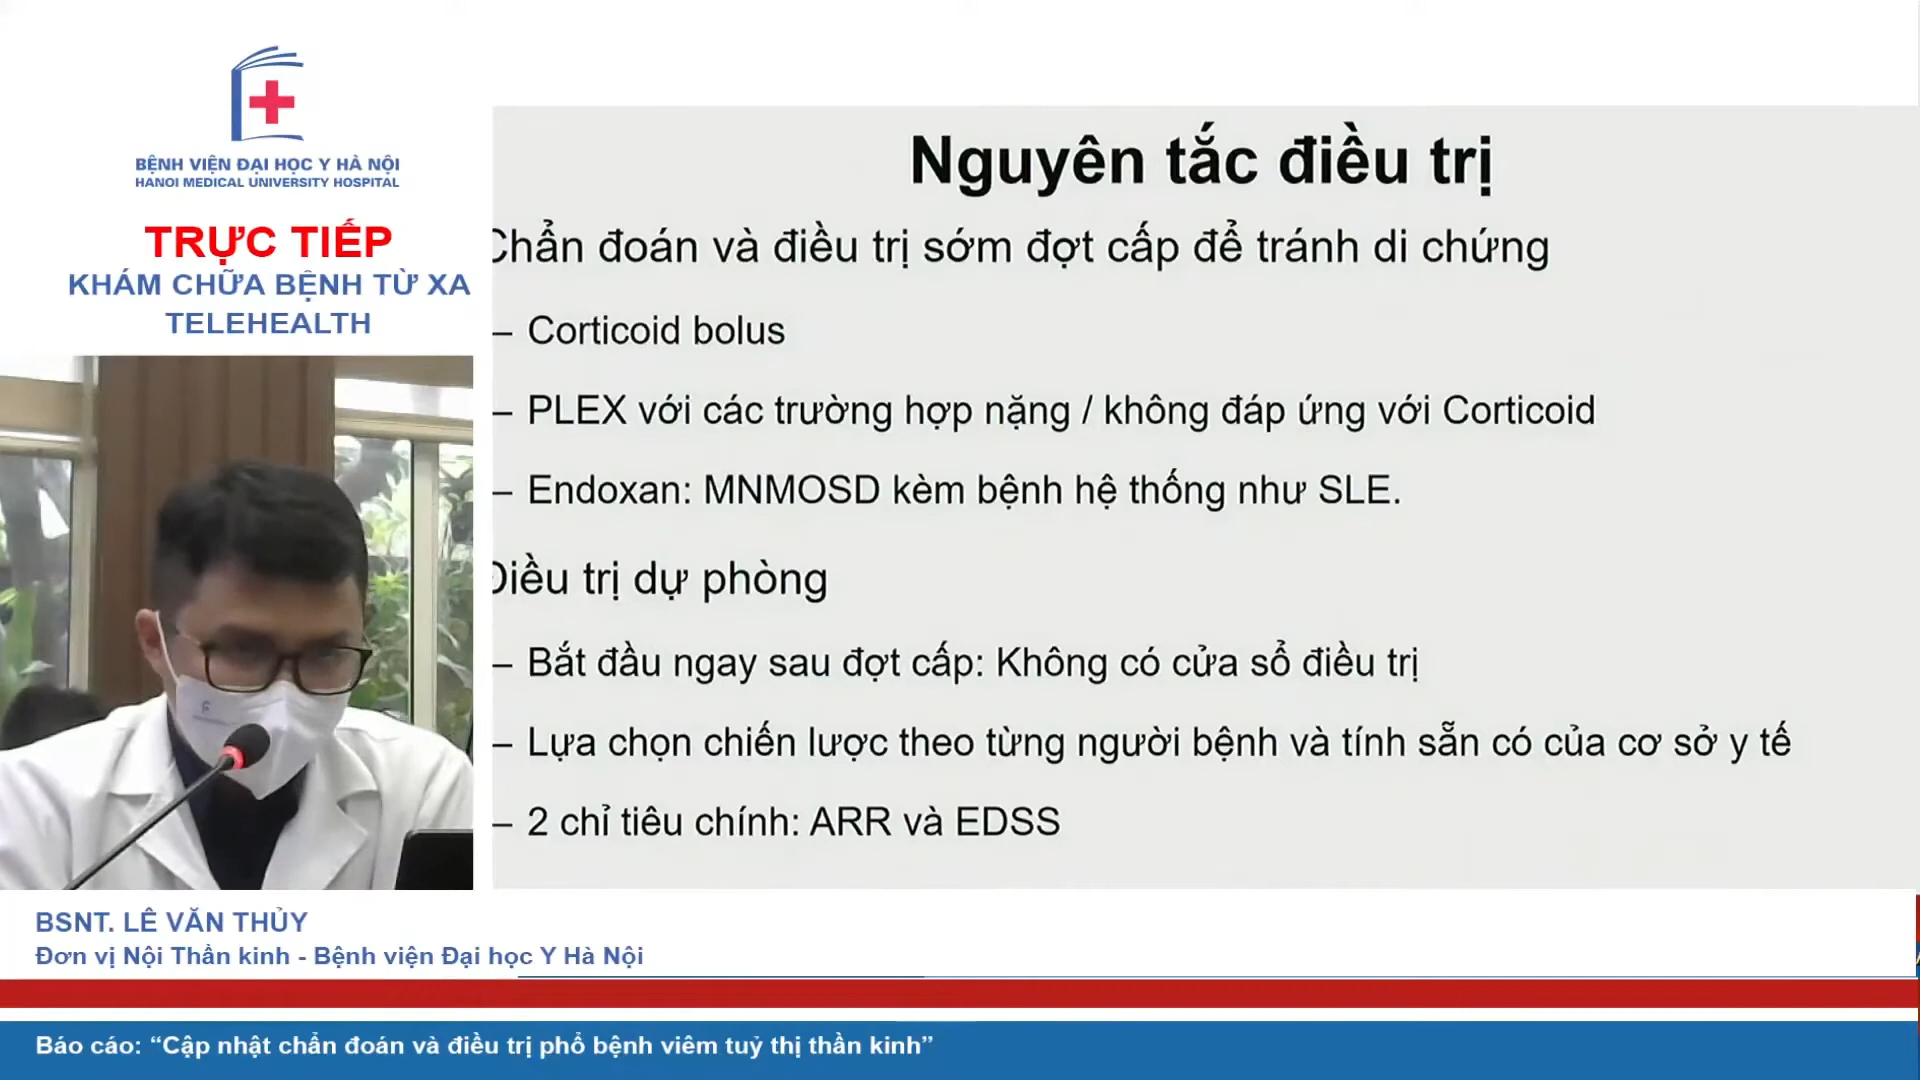 BỆNH VIỆN ĐẠI HỌC Y HÀ NỘI
HANOI MEDICAL UNIVERSITY HOSPITAL
TRỰC TIẾP
KHÁM CHỮA BỆNH TỪ XA
TELEHEALTH
Nguyên tắc điều trị
Chẩn đoán và điều trị sớm đợt cấp để tránh di chứng
– Corticoid bolus
– PLEX với các trường hợp nặng / không đáp ứng với Corticoid
– Endoxan: MNMOSD kèm bệnh hệ thống như SLE.
Điều trị dự phòng
– Bắt đầu ngay sau đợt cấp: Không có cửa sổ điều trị
– Lựa chọn chiến lược theo từng người bệnh và tính sẵn có của cơ sở y tế
– 2 chỉ tiêu chính: ARR và EDSS
BSNT. LÊ VĂN THỦY
Đơn vị Nội Thần kinh - Bệnh viện Đại học Y Hà Nội
Báo cáo: “Cập nhật chẩn đoán và điều trị phổ bệnh viêm tuỷ thị thần kinh”